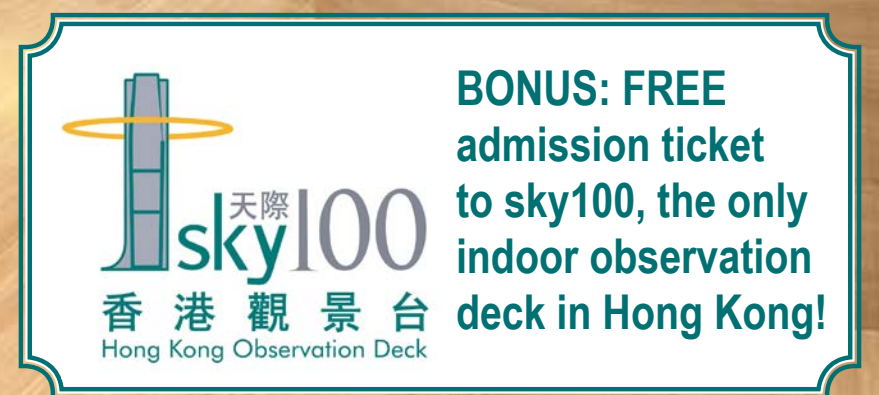 天際
sky100
香港觀景台
Hong Kong Observation Deck
BONUS: FREE
admission ticket
to sky100, the only
indoor observation
deck in Hong Kong!